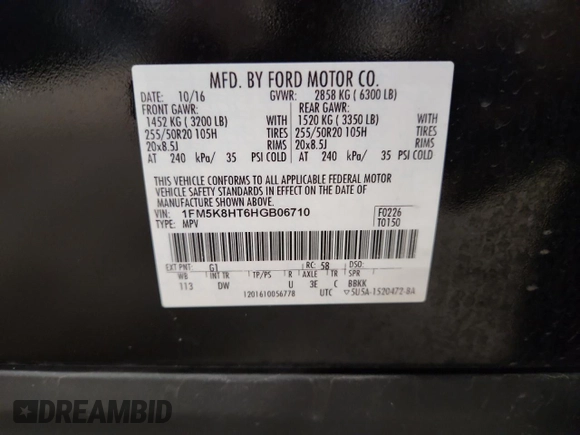 MFD. BY FORD MOTOR CO.
DATE: 10/16 GVWR: 2858 KG ( 6300 LB)
FRONT GAWR: REAR GAWR:
1452 KG ( 3200 LB) WITH 1520 KG ( 3350 LB) WITH
255/50R20 105H TIRES 255/50R20 105H TIRES
20x8.5J RIMS 20x8.5J RIMS
AT 240 kPa/ 35 PSI COLD AT 240 kPa/ 35 PSI COLD
THIS VEHICLE CONFORMS TO ALL APPLICABLE FEDERAL MOTOR
VEHICLE SAFETY STANDARDS IN EFFECT ON THE DATE OF
MANUFACTURE SHOWN ABOVE.
VIN: 1FM5K8HT6HGB06710 F0226
TYPE: MPV T0150
EXT PNT: G1 RC: 58 DSO:
WB INT TR TP/PS R AXLE TR SPR
113 DW U 3E C BBKK
1201610056778 UTC ▽5U5A-1520472-BA
DREAMBID